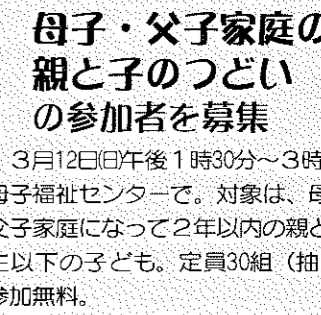 母子・父子家庭の
親と子のつどい
の参加者を募集
3月12日㈰午後1時30分～3時
母子福祉センターで。対象は、母
父子家庭になって2年以内の親と
生以下の子ども。定員30組（抽
参加無料。